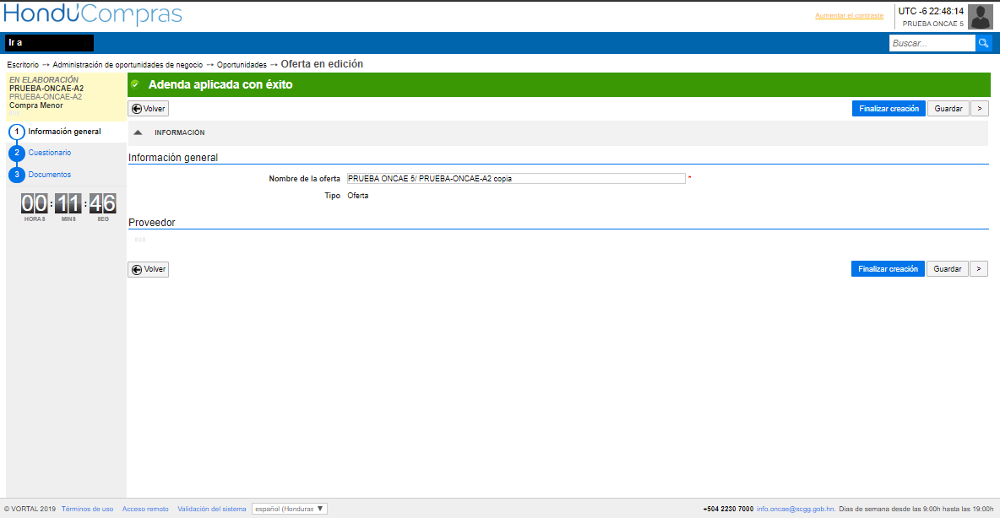 HonduCompras
Aumentar el contraste
UTC -6 22:48:14
PRUEBA ONCAE 5
Ir a
Buscar...
Escritorio → Administración de oportunidades de negocio → Oportunidades → Oferta en edición
EN ELABORACIÓN
PRUEBA-ONCAE-A2
PRUEBA-ONCAE-A2
Compra Menor
Adenda aplicada con éxito
Volver
Finalizar creación
Guardar
>
1 Información general
2 Cuestionario
3 Documentos
00 : 11 : 46
HORAS MINS SEG
INFORMACIÓN
Información general
Nombre de la oferta PRUEBA ONCAE 5/ PRUEBA-ONCAE-A2 copia *
Tipo Oferta
Proveedor
Volver
Finalizar creación
Guardar
>
© VORTAL 2019 Términos de uso Acceso remoto Validación del sistema español (Honduras ▼ +504 2230 7000 info.oncae@scgg.gob.hn. Dias de semana desde las 9:00h hasta las 19:00h